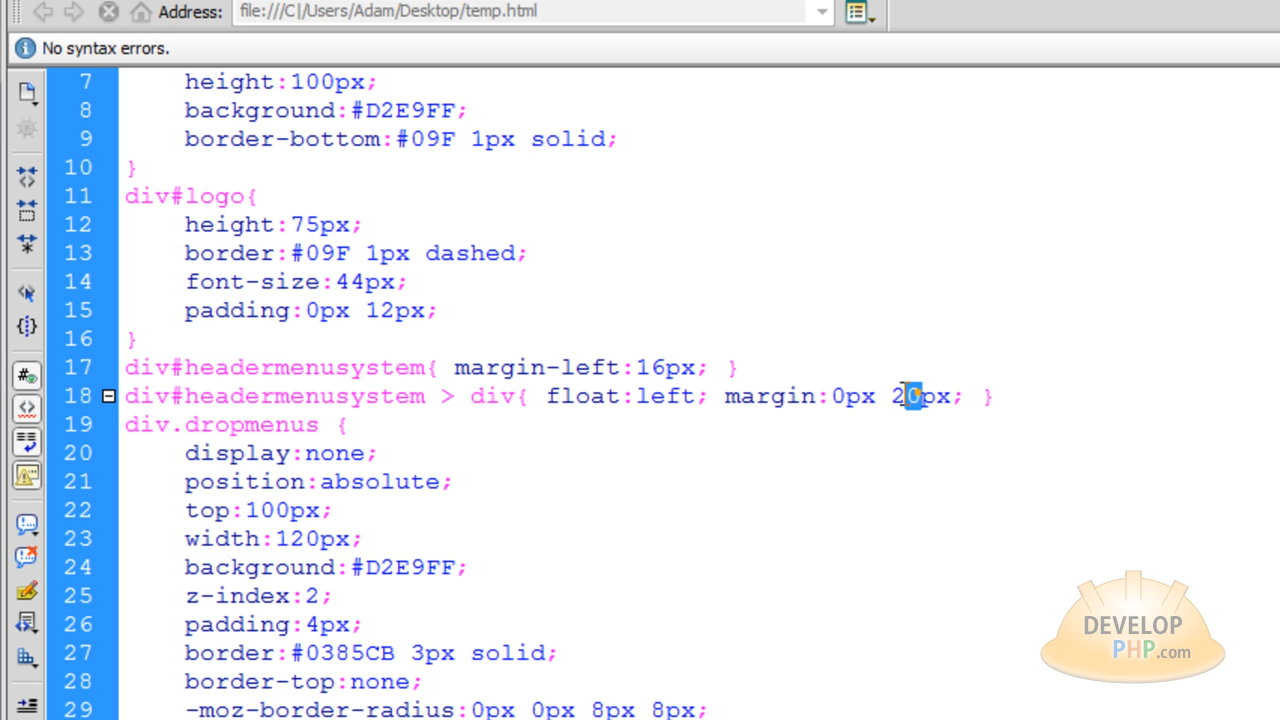 Address: file:///C|/Users/Adam/Desktop/temp.html
No syntax errors.
7 height:100px;
8 background:#D2E9FF;
9 border-bottom:#09F 1px solid;
10 }
11 div#logo{
12 height:75px;
13 border:#09F 1px dashed;
14 font-size:44px;
15 padding:0px 12px;
16 }
17 div#headermenusystem{ margin-left:16px; }
18 div#headermenusystem > div{ float:left; margin:0px 20px; }
19 div.dropmenus {
20 display:none;
21 position:absolute;
22 top:100px;
23 width:120px;
24 background:#D2E9FF;
25 z-index:2;
26 padding:4px;
27 border:#0385CB 3px solid;
28 border-top:none;
29 -moz-border-radius:0px 0px 8px 8px;
DEVELOP
PHP.com